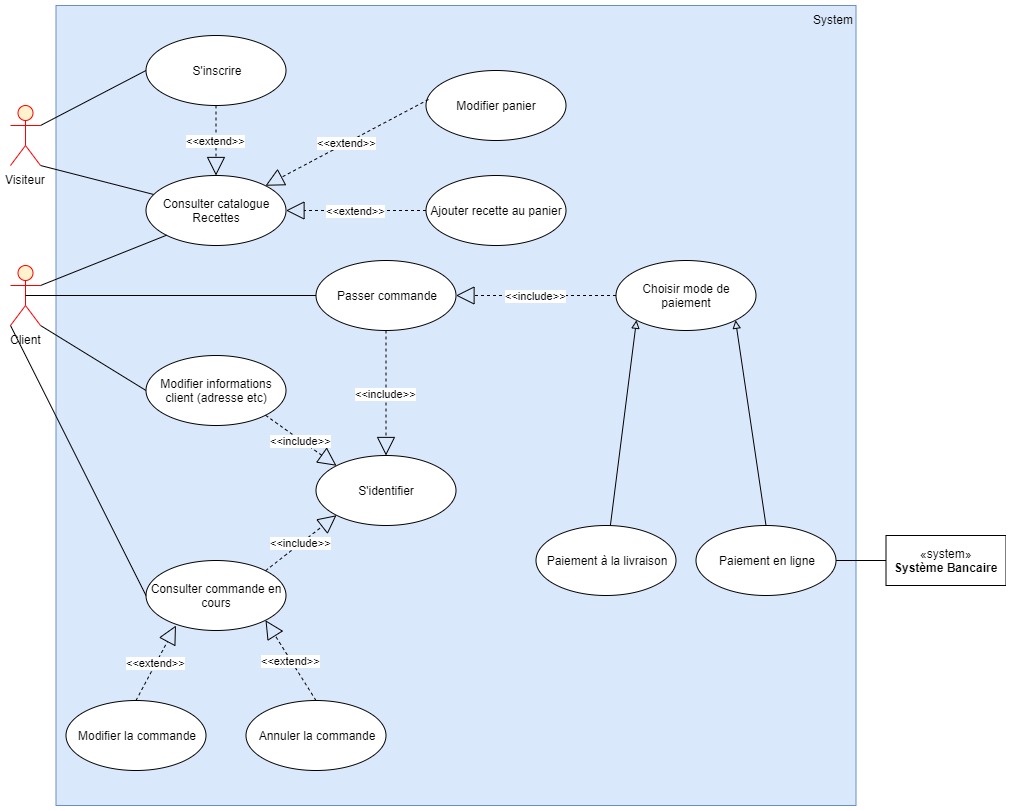 System
S'inscrire
Modifier panier
<<extend>>
<<extend>>
Visiteur
Consulter catalogue
Recettes
<<extend>>
Ajouter recette au panier
Passer commande
<<include>>
Choisir mode de
paiement
Client
Modifier informations
client (adresse etc)
<<include>>
<<include>>
S'identifier
<<include>>
Paiement à la livraison
Paiement en ligne
«system»
Système Bancaire
Consulter commande en
cours
<<extend>>
<<extend>>
Modifier la commande
Annuler la commande